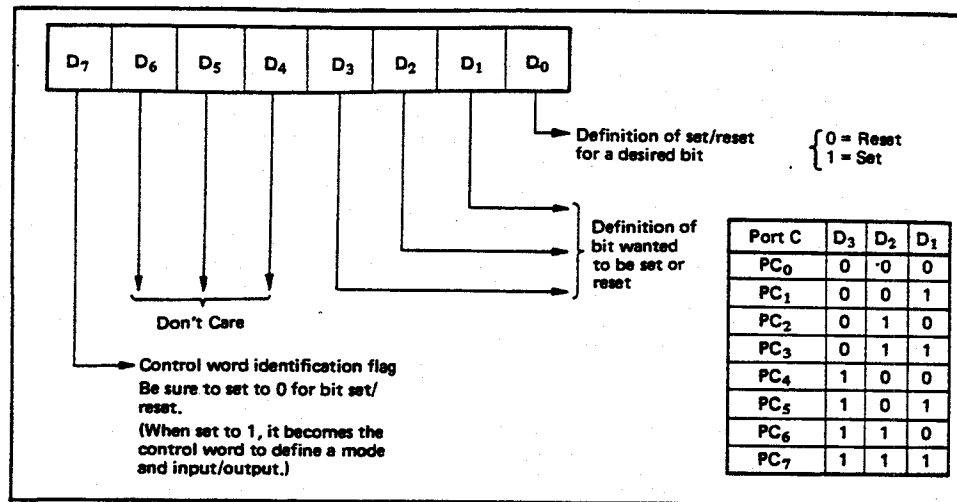 D₇ D₆ D₅ D₄ D₃ D₂ D₁ D₀
Definition of set/reset
for a desired bit
0 = Reset
1 = Set
Definition of
bit wanted
to be set or
reset
Don't Care
Control word identification flag
Be sure to set to 0 for bit set/
reset.
(When set to 1, it becomes the
control word to define a mode
and input/output.)
Port C D₃ D₂ D₁
PC₀ 0 0 0
PC₁ 0 0 1
PC₂ 0 1 0
PC₃ 0 1 1
PC₄ 1 0 0
PC₅ 1 0 1
PC₆ 1 1 0
PC₇ 1 1 1